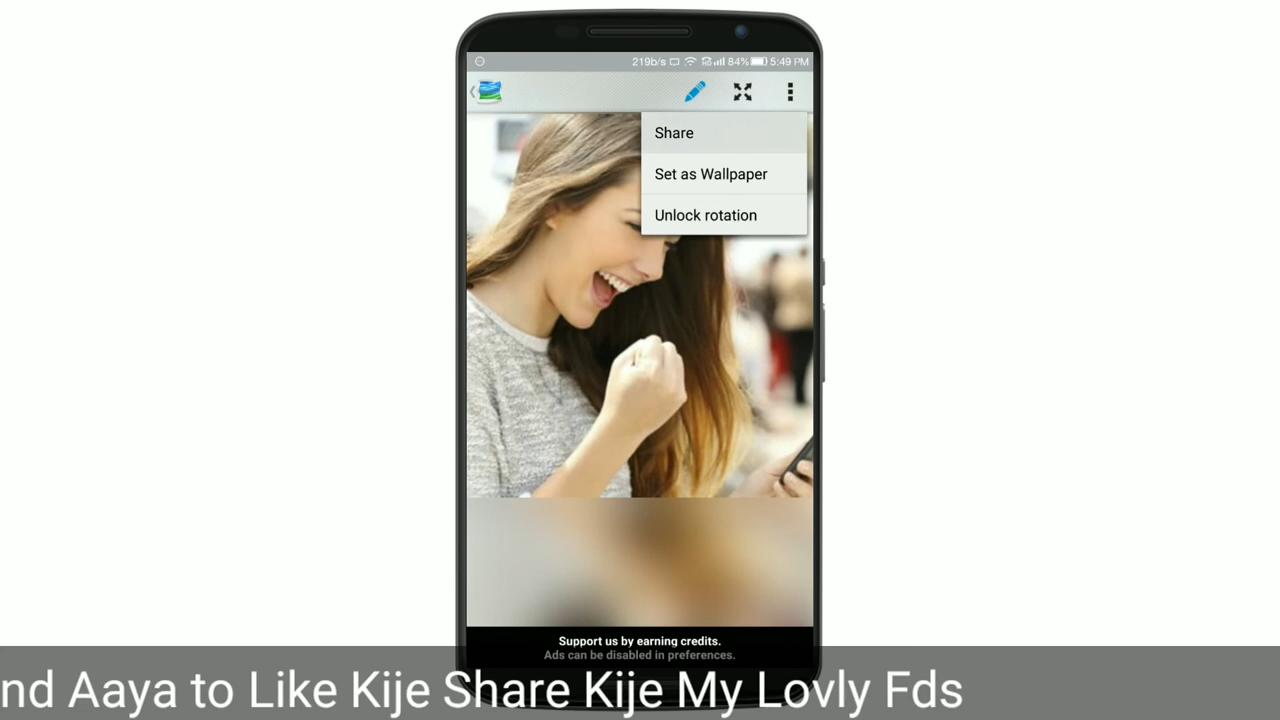 219b/s 84% 5:49 PM
Share
Set as Wallpaper
Unlock rotation
Support us by earning credits.
Ads can be disabled in preferences.
nd Aaya to Like Kije Share Kije My Lovly Fds